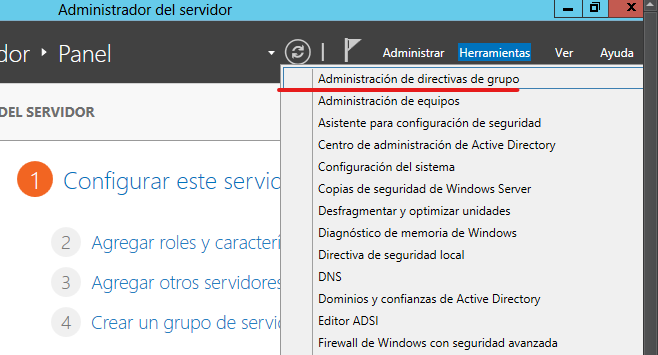 Administrador del servidor
dor Panel
Administrar Herramientas Ver Ayuda
DEL SERVIDOR
1 Configurar este servid
2 Agregar roles y caracterí
3 Agregar otros servidores
4 Crear un grupo de servid
Administración de directivas de grupo
Administración de equipos
Asistente para configuración de seguridad
Centro de administración de Active Directory
Configuración del sistema
Copias de seguridad de Windows Server
Desfragmentar y optimizar unidades
Diagnóstico de memoria de Windows
Directiva de seguridad local
DNS
Dominios y confianzas de Active Directory
Editor ADSI
Firewall de Windows con seguridad avanzada